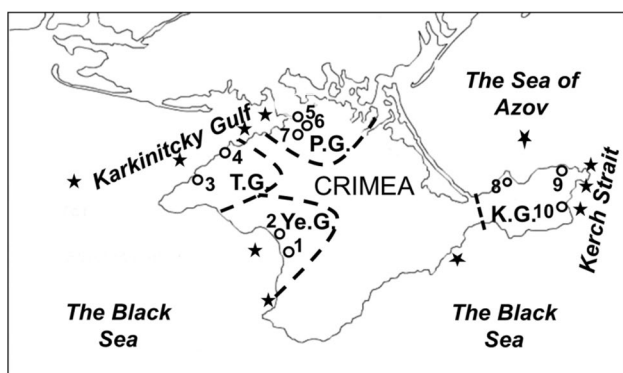 The Sea of
Azov
Karkinitcky Gulf
5
6
7
P.G.
4
3
T.G.
CRIMEA
8
9
K.G.
10
Kerch Strait
2
Ye.G.
1
The Black
Sea
The Black
Sea